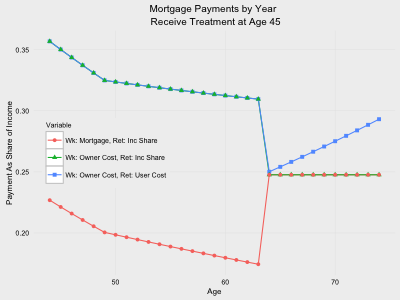 Mortgage Payments by Year
Receive Treatment at Age 45
Payment As Share of Income
0.35
0.30
0.25
0.20
Variable
Wk: Mortgage, Ret: Inc Share
Wk: Owner Cost, Ret: Inc Share
Wk: Owner Cost, Ret: User Cost
50
60
70
Age